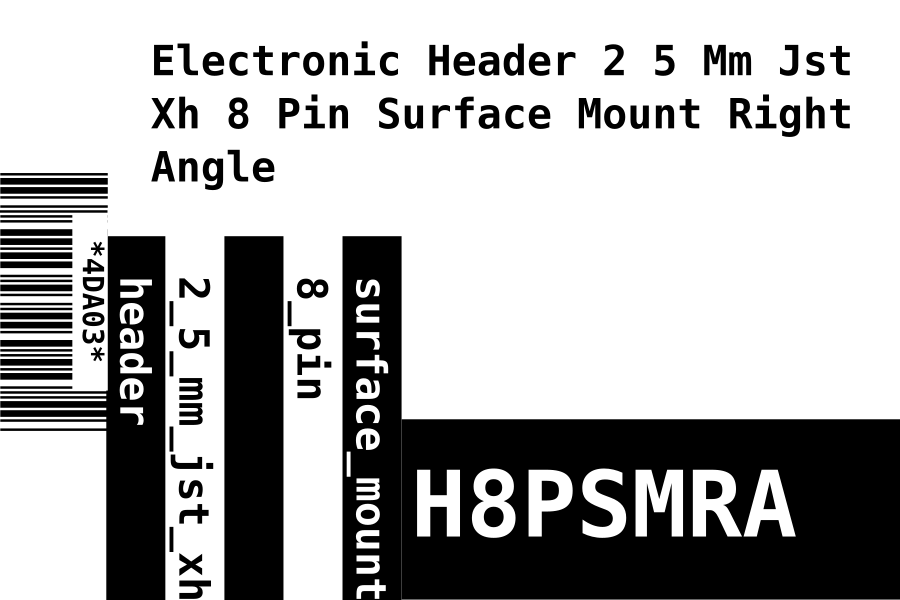 Electronic Header 2 5 Mm Jst
Xh 8 Pin Surface Mount Right
Angle
*4DA03*
header
2_5_mm_jst_xh
8_pin
surface_mount
H8PSMRA